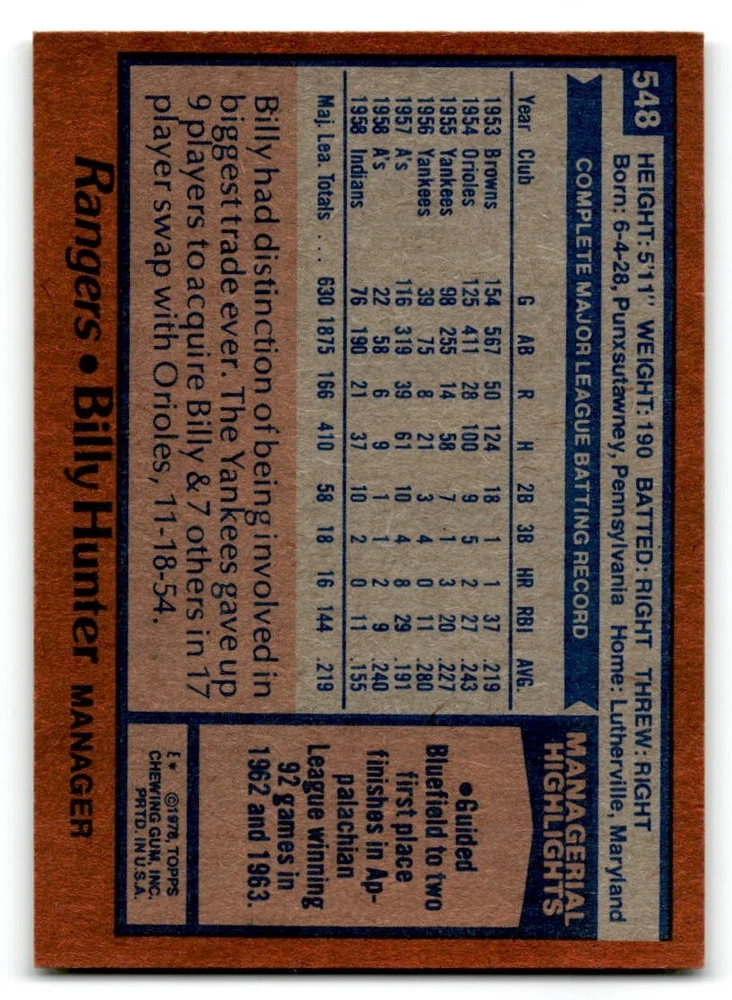 548
HEIGHT: 5'11" WEIGHT: 190 BATTED: RIGHT THREW: RIGHT
Born: 6-4-28, Punxsutawney, Pennsylvania Home: Lutherville, Maryland
COMPLETE MAJOR LEAGUE BATTING RECORD
Year Club G AB R H 2B 3B HR RBI AVG.
1953 Browns 154 567 50 124 18 1 1 37 .219
1954 Orioles 125 411 28 100 9 5 2 27 .243
1955 Yankees 98 255 14 58 7 1 3 20 .227
1956 Yankees 39 75 8 21 3 4 0 11 .280
1957 A's 116 319 39 61 10 4 8 29 .191
1958 A's 22 58 6 9 1 1 2 9 .240
1958 Indians 76 190 21 37 10 2 0 11 .155
Maj. Lea. Totals ... 630 1875 166 410 58 18 16 144 .219
Billy had distinction of being involved in
biggest trade ever. The Yankees gave up
9 players to acquire Billy & 7 others in 17
player swap with Orioles, 11-18-54.
MANAGERIAL
HIGHLIGHTS
•Guided
Bluefield to two
first place
finishes in Ap-
palachian
League winning
92 games in
1962 and 1963.
E* ©1978 TOPPS
CHEWING GUM, INC.
PRTD. IN U.S.A.
Rangers • Billy Hunter MANAGER